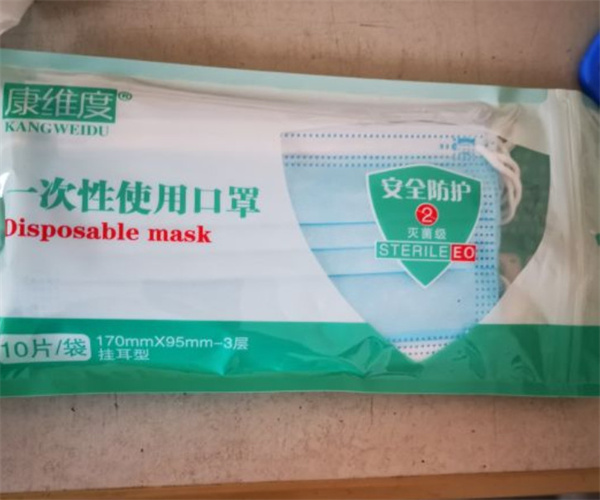 康维度®
KANGWEIDU
一次性使用口罩
Disposable mask
安全防护
2
灭菌级
STERILE EO
10片/袋
170mmX95mm-3层
挂耳型